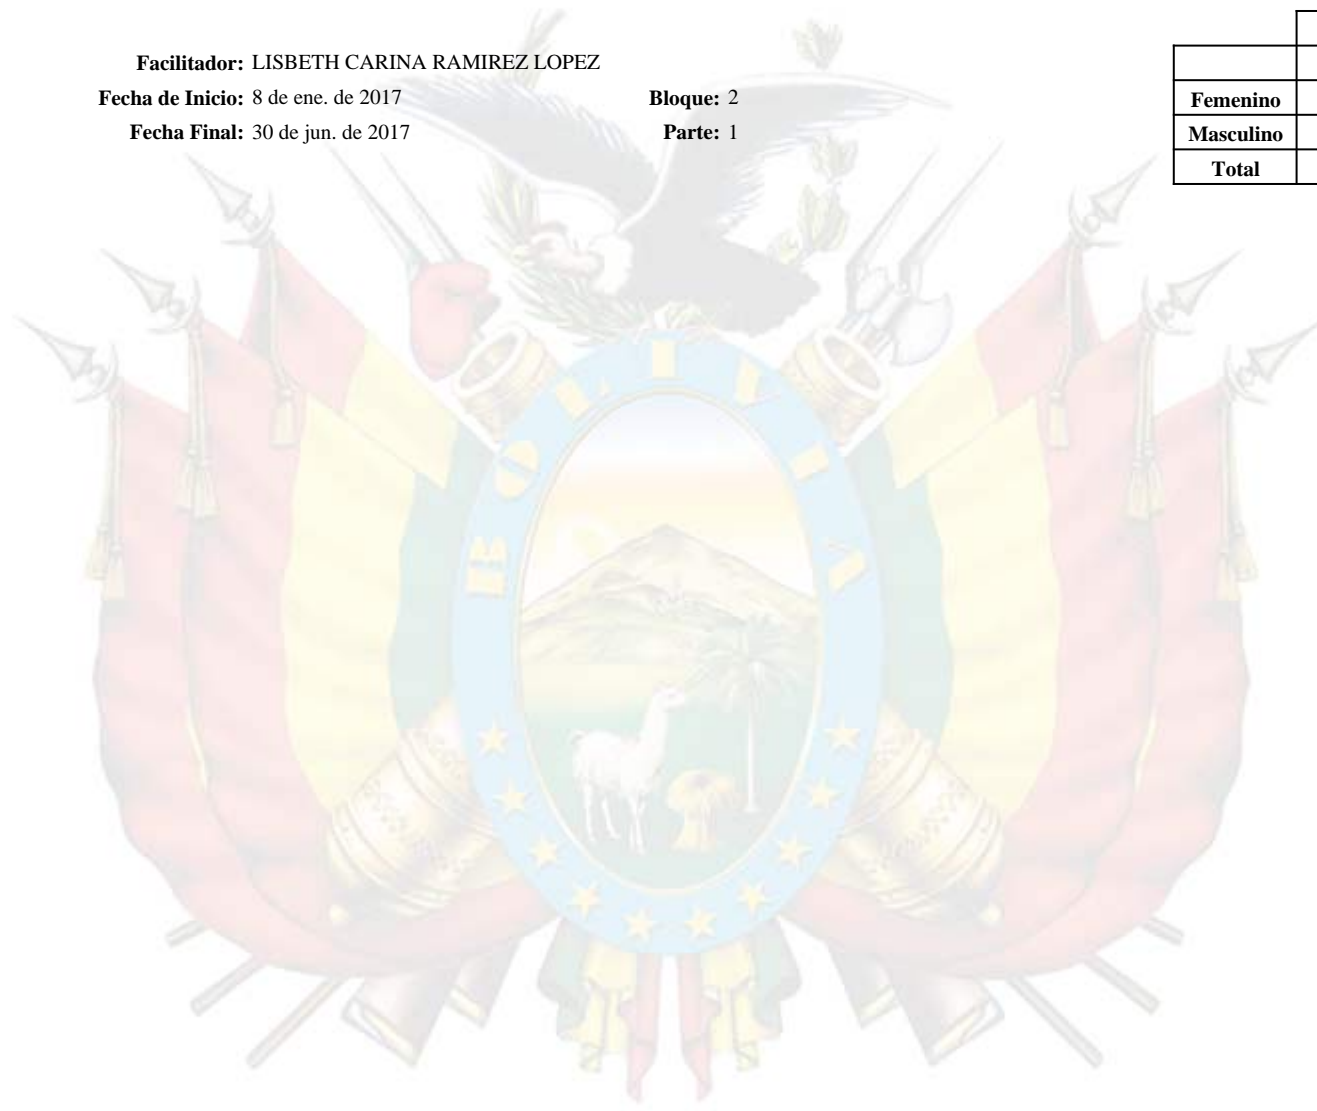 Facilitador: LISBETH CARINA RAMIREZ LOPEZ
Fecha de Inicio: 8 de ene. de 2017 Bloque: 2
Fecha Final: 30 de jun. de 2017 Parte: 1
Femenino
Masculino
Total
BOLIVIA